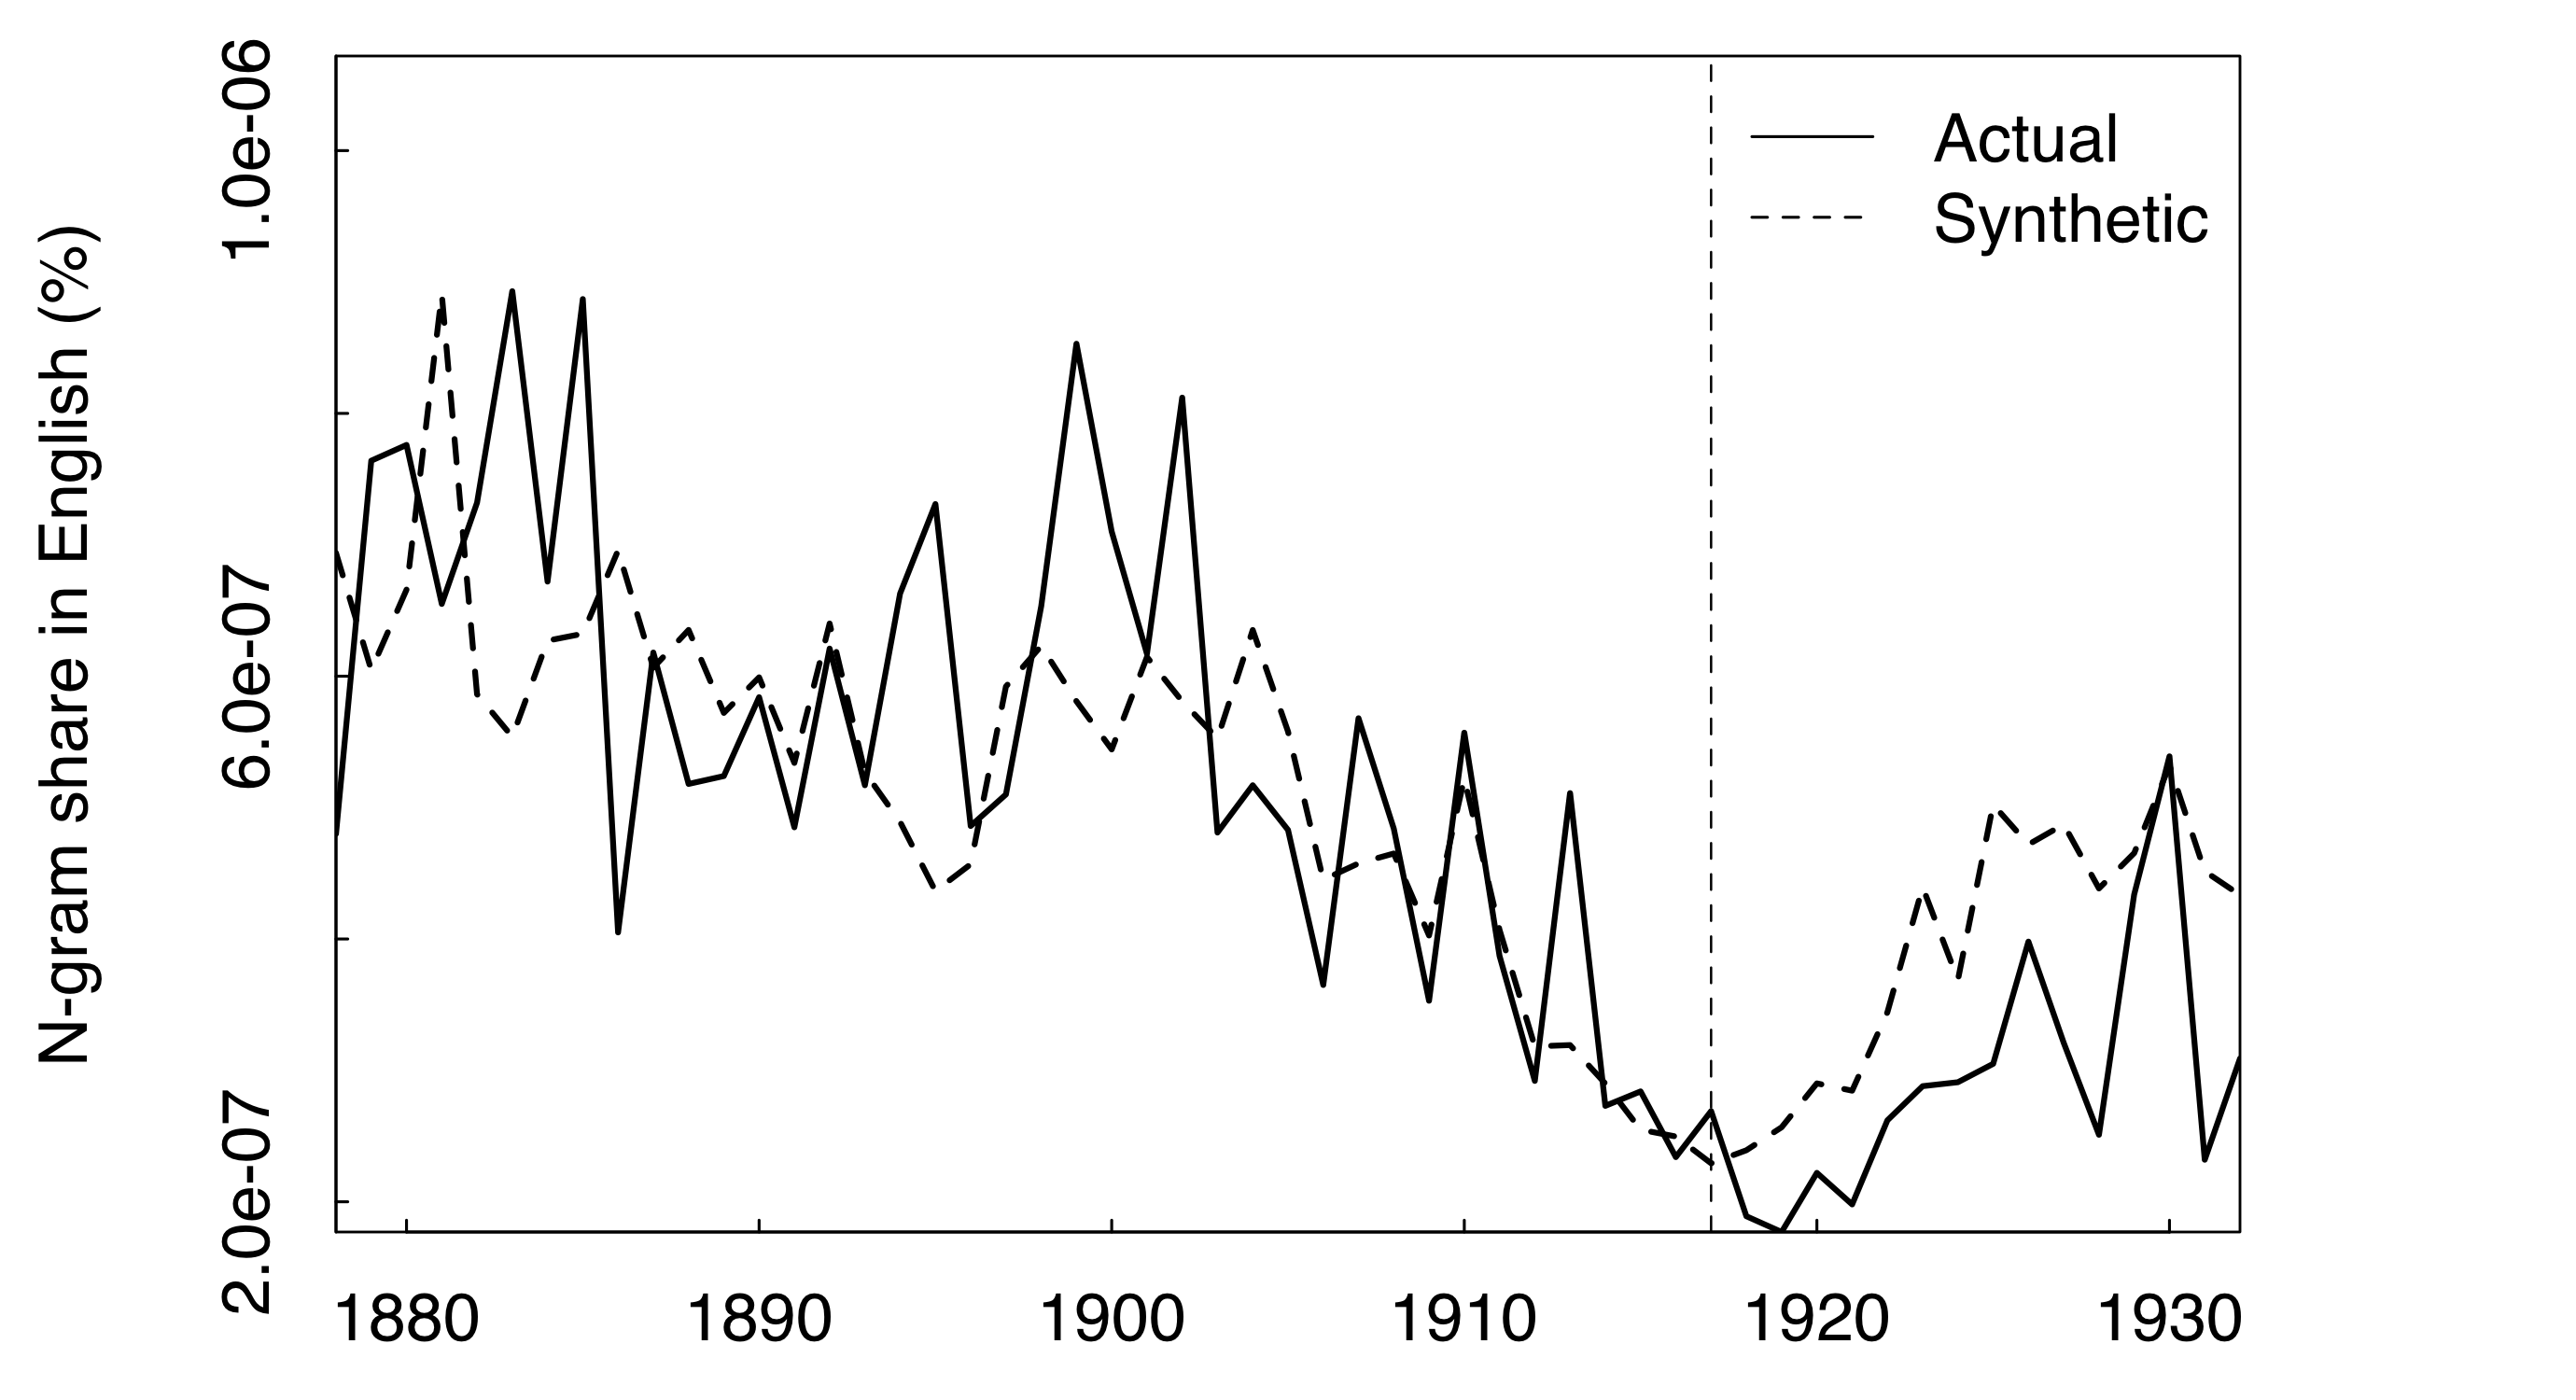 N-gram share in English (%)
1.0e-06
6.0e-07
2.0e-07
Actual
Synthetic
1880 1890 1900 1910 1920 1930